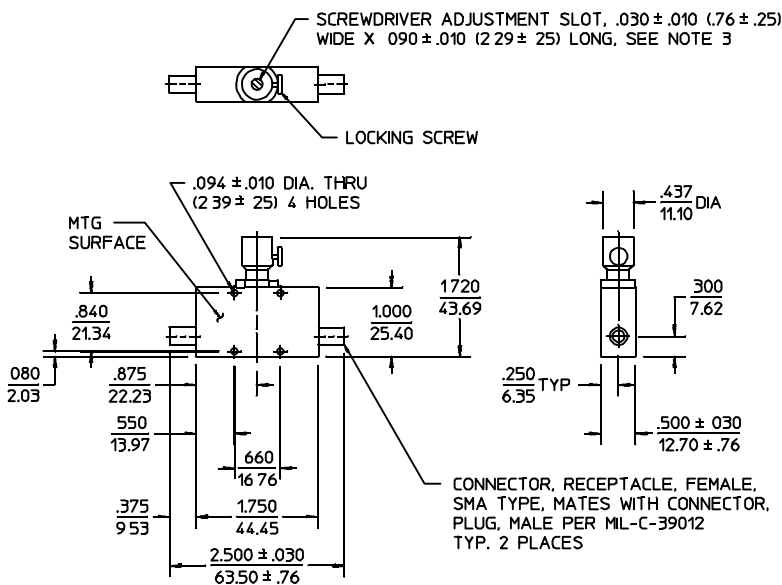 SCREWDRIVER ADJUSTMENT SLOT, .030 ± .010 (.76 ± .25)
WIDE X 090 ± .010 (2 29 ± 25) LONG, SEE NOTE 3
LOCKING SCREW
.094 ± .010 DIA. THRU
(2 39 ± 25) 4 HOLES
MTG
SURFACE
.437
11.10
DIA
1720
43.69
.840
21.34
1.000
25.40
300
7.62
080
2.03
.875
22.23
.250
6.35
TYP
550
13.97
.500 ± 030
12.70 ± .76
660
16 76
.375
9 53
1.750
44.45
CONNECTOR, RECEPTACLE, FEMALE,
SMA TYPE, MATES WITH CONNECTOR,
PLUG, MALE PER MIL-C-39012
TYP. 2 PLACES
2.500 ± .030
63.50 ± .76